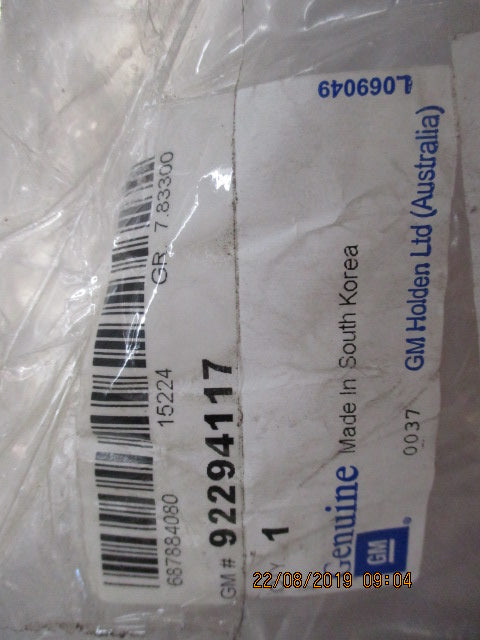 687884080 15224 GR 7.83300
GM # 92294117
1
Genuine Made In South Korea
GM ® 0037 GM Holden Ltd (Australia)
L069049
22/08/2019 09:04